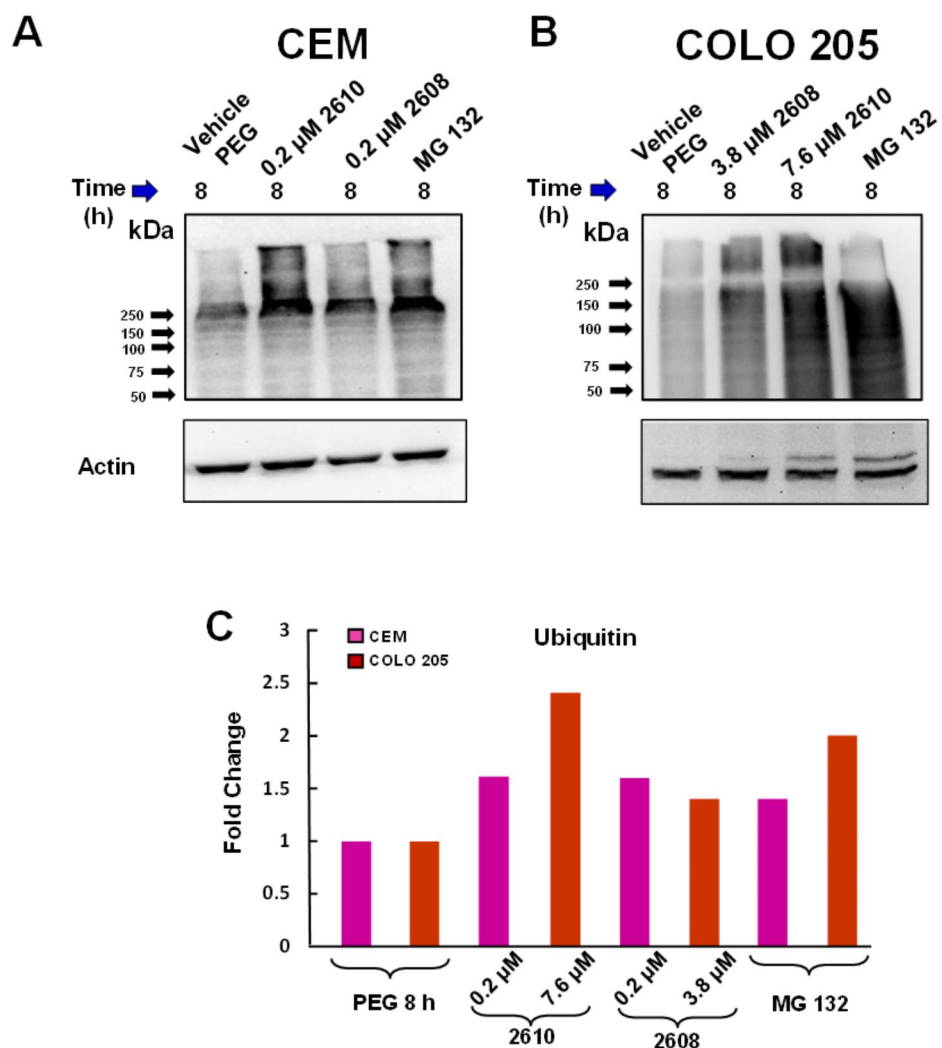 A
CEM
Vehicle
PEG
0.2 µM 2610
0.2 µM 2608
MG 132
Time
(h)
8 8 8 8
kDa
250
150
100
75
50
Actin
B
COLO 205
Vehicle
PEG
3.8 µM 2608
7.6 µM 2610
MG 132
Time
(h)
8 8 8 8
kDa
250
150
100
75
50
C
Ubiquitin
CEM
COLO 205
Fold Change
3
2.5
2
1.5
1
0.5
0
0.2 µM 7.6 µM 0.2 µM 3.8 µM
PEG 8 h 2610 2608 MG 132